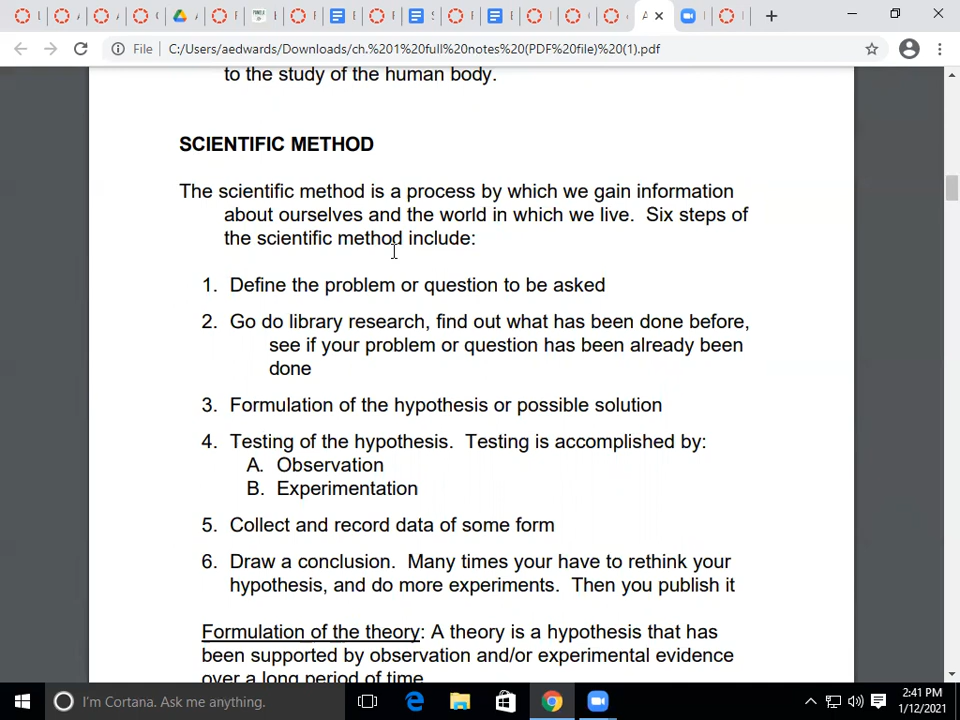 File C:/Users/aedwards/Downloads/ch.%201%20full%20notes%20(PDF%20file)%20(1).pdf
to the study of the human body.
SCIENTIFIC METHOD
The scientific method is a process by which we gain information
about ourselves and the world in which we live. Six steps of
the scientific method include:
1. Define the problem or question to be asked
2. Go do library research, find out what has been done before,
see if your problem or question has been already been
done
3. Formulation of the hypothesis or possible solution
4. Testing of the hypothesis. Testing is accomplished by:
A. Observation
B. Experimentation
5. Collect and record data of some form
6. Draw a conclusion. Many times your have to rethink your
hypothesis, and do more experiments. Then you publish it
Formulation of the theory: A theory is a hypothesis that has
been supported by observation and/or experimental evidence
over a long period of time
I'm Cortana. Ask me anything.
2:41 PM
1/12/2021